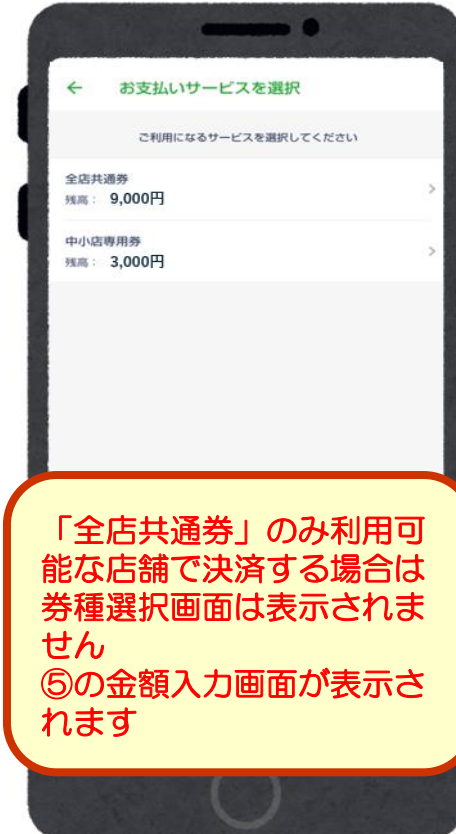 ← お支払いサービスを選択
ご利用になるサービスを選択してください
全店共通券
残高： 9,000円
中小店専用券
残高： 3,000円
「全店共通券」のみ利用可
能な店舗で決済する場合は
券種選択画面は表示されま
せん
⑤の金額入力画面が表示さ
れます